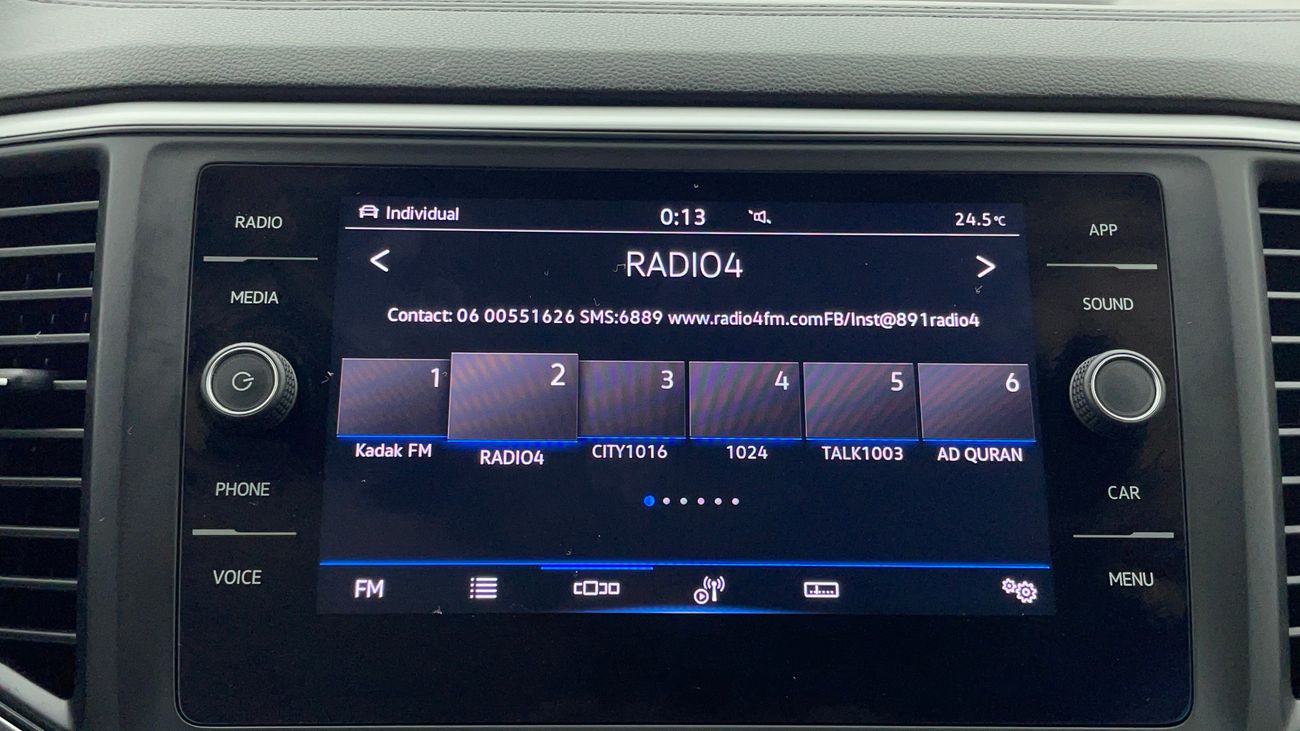 RADIO
MEDIA
PHONE
VOICE
Individual 0:13 24.5°C
< RADIO4 >
Contact: 06 00551626 SMS:6889 www.radio4fm.comFB/Inst@891radio4
1 2 3 4 5 6
Kadak FM RADIO4 CITY1016 1024 TALK1003 AD QURAN
FM
APP
SOUND
CAR
MENU